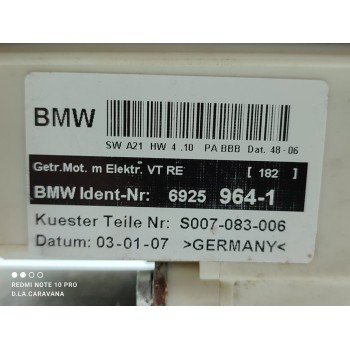 BMW
SW A21 HW 4.10 PA BBB Dat. 48-06
Getr.Mot. m Elektr. VT RE [ 182 ]
BMW Ident-Nr: 6925 964-1
Kuester Teile Nr: S007-083-006
Datum: 03-01-07 >GERMANY<
REDMI NOTE 10 PRO
D.LA.CARAVANA